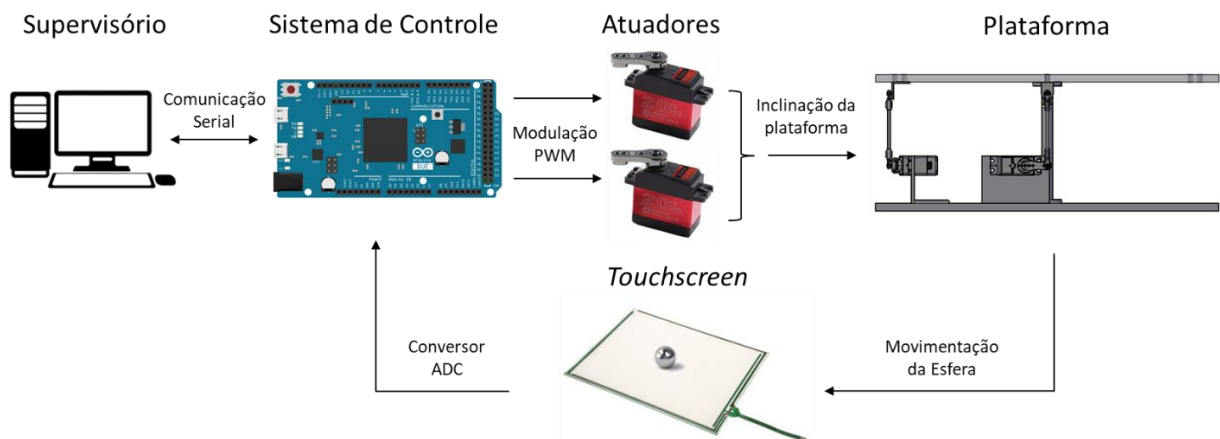 Supervisório
Sistema de Controle
Atuadores
Plataforma
Comunicação
Serial
Modulação
PWM
Inclinação da
plataforma
Touchscreen
Conversor
ADC
Movimentação
da Esfera